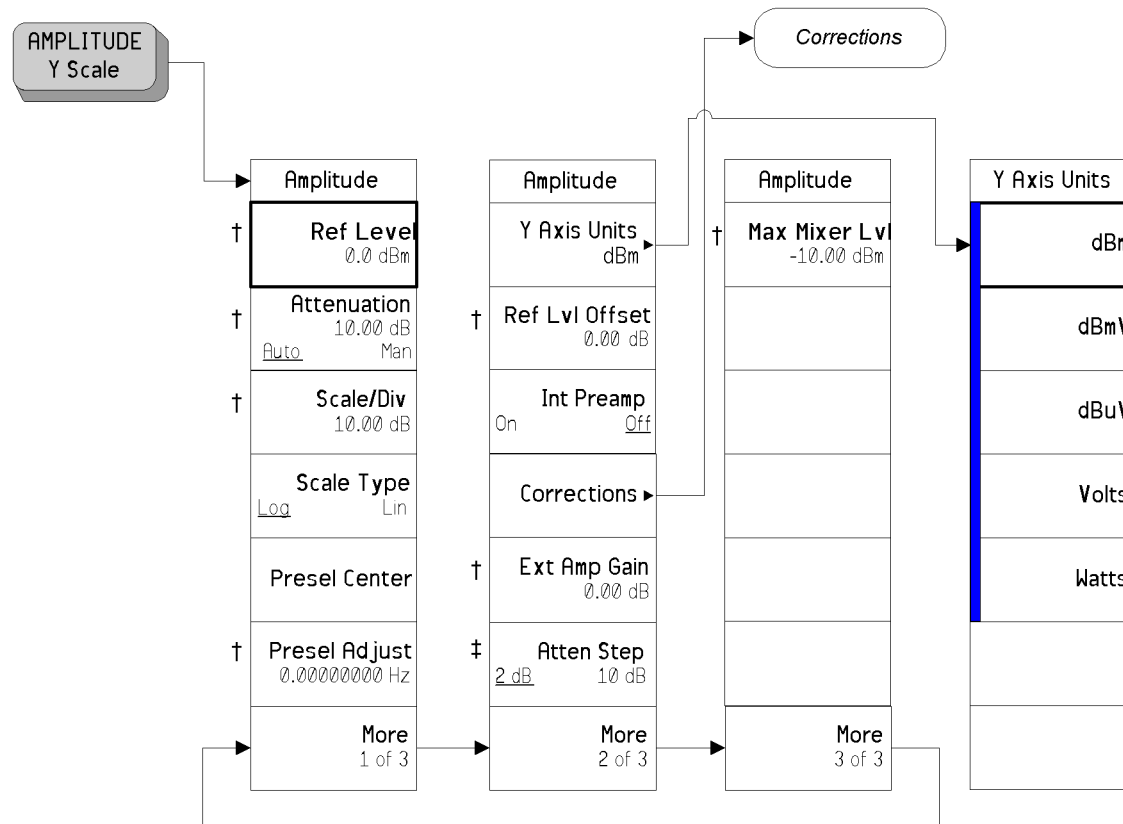 AMPLITUDE
Y Scale
Corrections
Amplitude
† Ref Level
0.0 dBm
† Attenuation
10.00 dB
Auto Man
† Scale/Div
10.00 dB
Scale Type
Log Lin
Presel Center
† Presel Adjust
0.00000000 Hz
More
1 of 3
Amplitude
Y Axis Units
dBm
† Ref Lvl Offset
0.00 dB
Int Preamp
On Off
Corrections
† Ext Amp Gain
0.00 dB
‡ Atten Step
2 dB 10 dB
More
2 of 3
Amplitude
† Max Mixer Lvl
-10.00 dBm
More
3 of 3
Y Axis Units
Volts
Watts